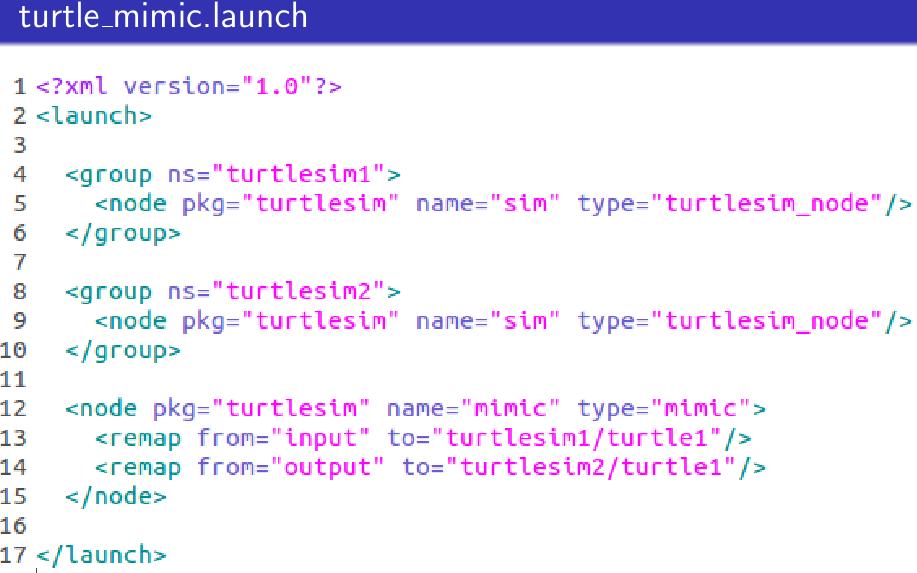 turtle_mimic.launch
1 <?xml version="1.0"?>
2 <launch>
3
4   <group ns="turtlesim1">
5     <node pkg="turtlesim" name="sim" type="turtlesim_node"/>
6   </group>
7
8   <group ns="turtlesim2">
9     <node pkg="turtlesim" name="sim" type="turtlesim_node"/>
10   </group>
11
12   <node pkg="turtlesim" name="mimic" type="mimic">
13     <remap from="input" to="turtlesim1/turtle1"/>
14     <remap from="output" to="turtlesim2/turtle1"/>
15   </node>
16
17 </launch>